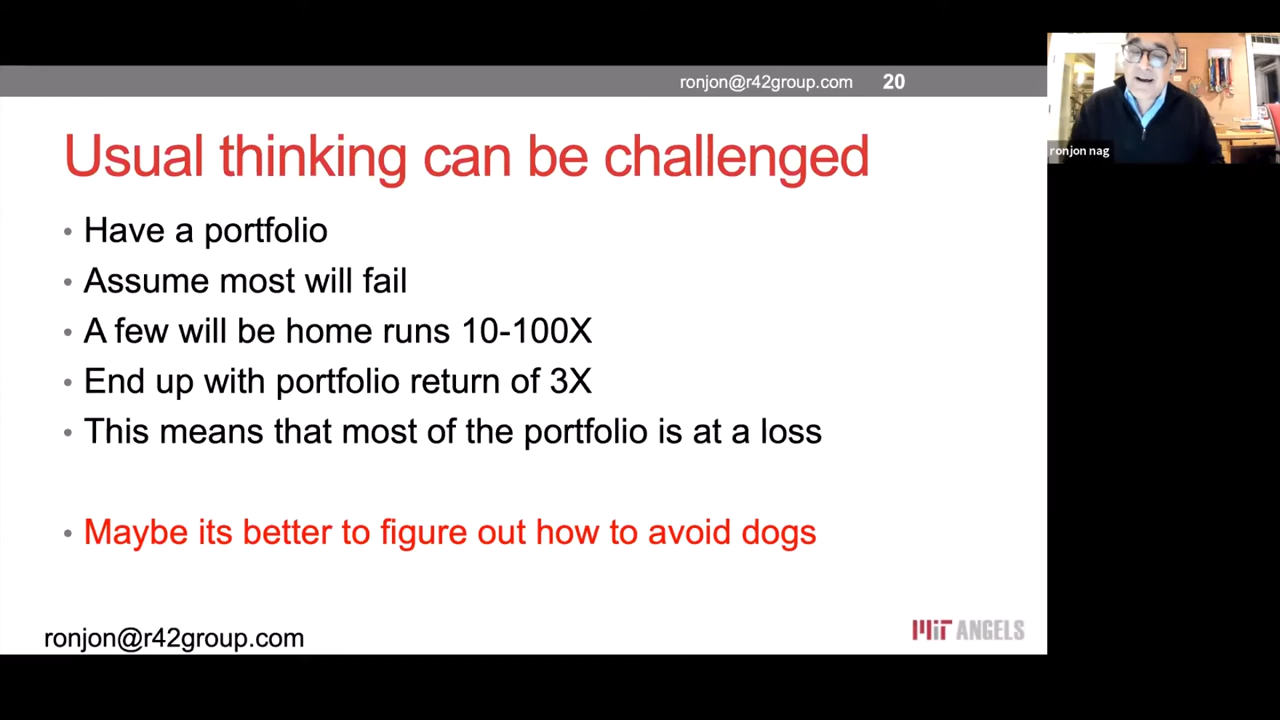 ronjon@r42group.com 20
ronjon nag
Usual thinking can be challenged
• Have a portfolio
• Assume most will fail
• A few will be home runs 10-100X
• End up with portfolio return of 3X
• This means that most of the portfolio is at a loss
• Maybe its better to figure out how to avoid dogs
ronjon@r42group.com
MIT ANGELS